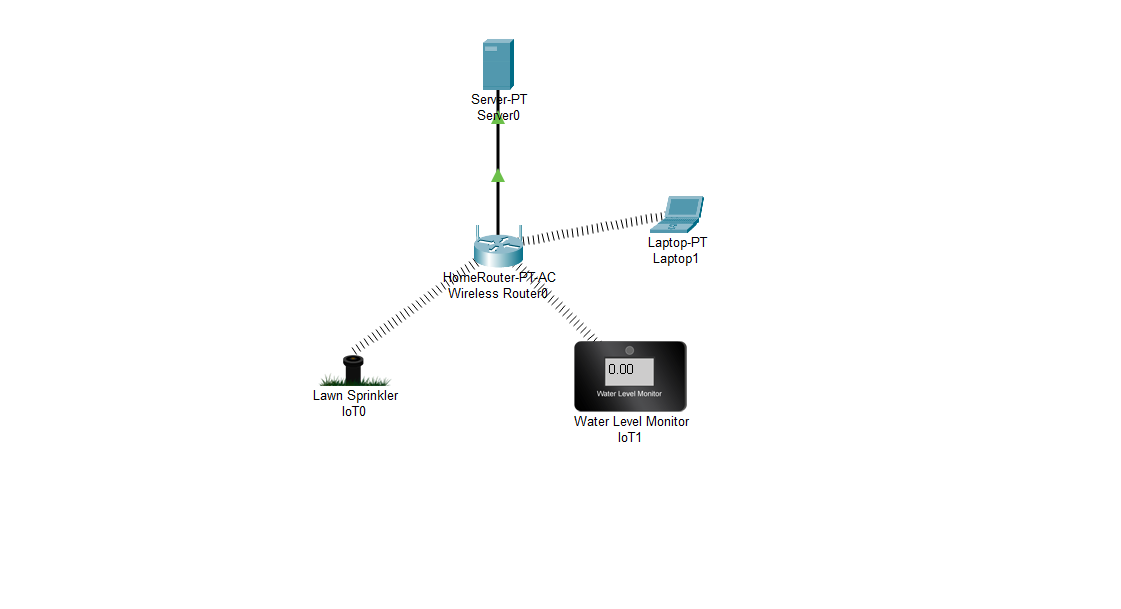 Server-PT
Server0
Laptop-PT
Laptop1
HomeRouter-PT-AC
Wireless Router0
0.00
Water Level Monitor
Lawn Sprinkler
IoT0
Water Level Monitor
IoT1